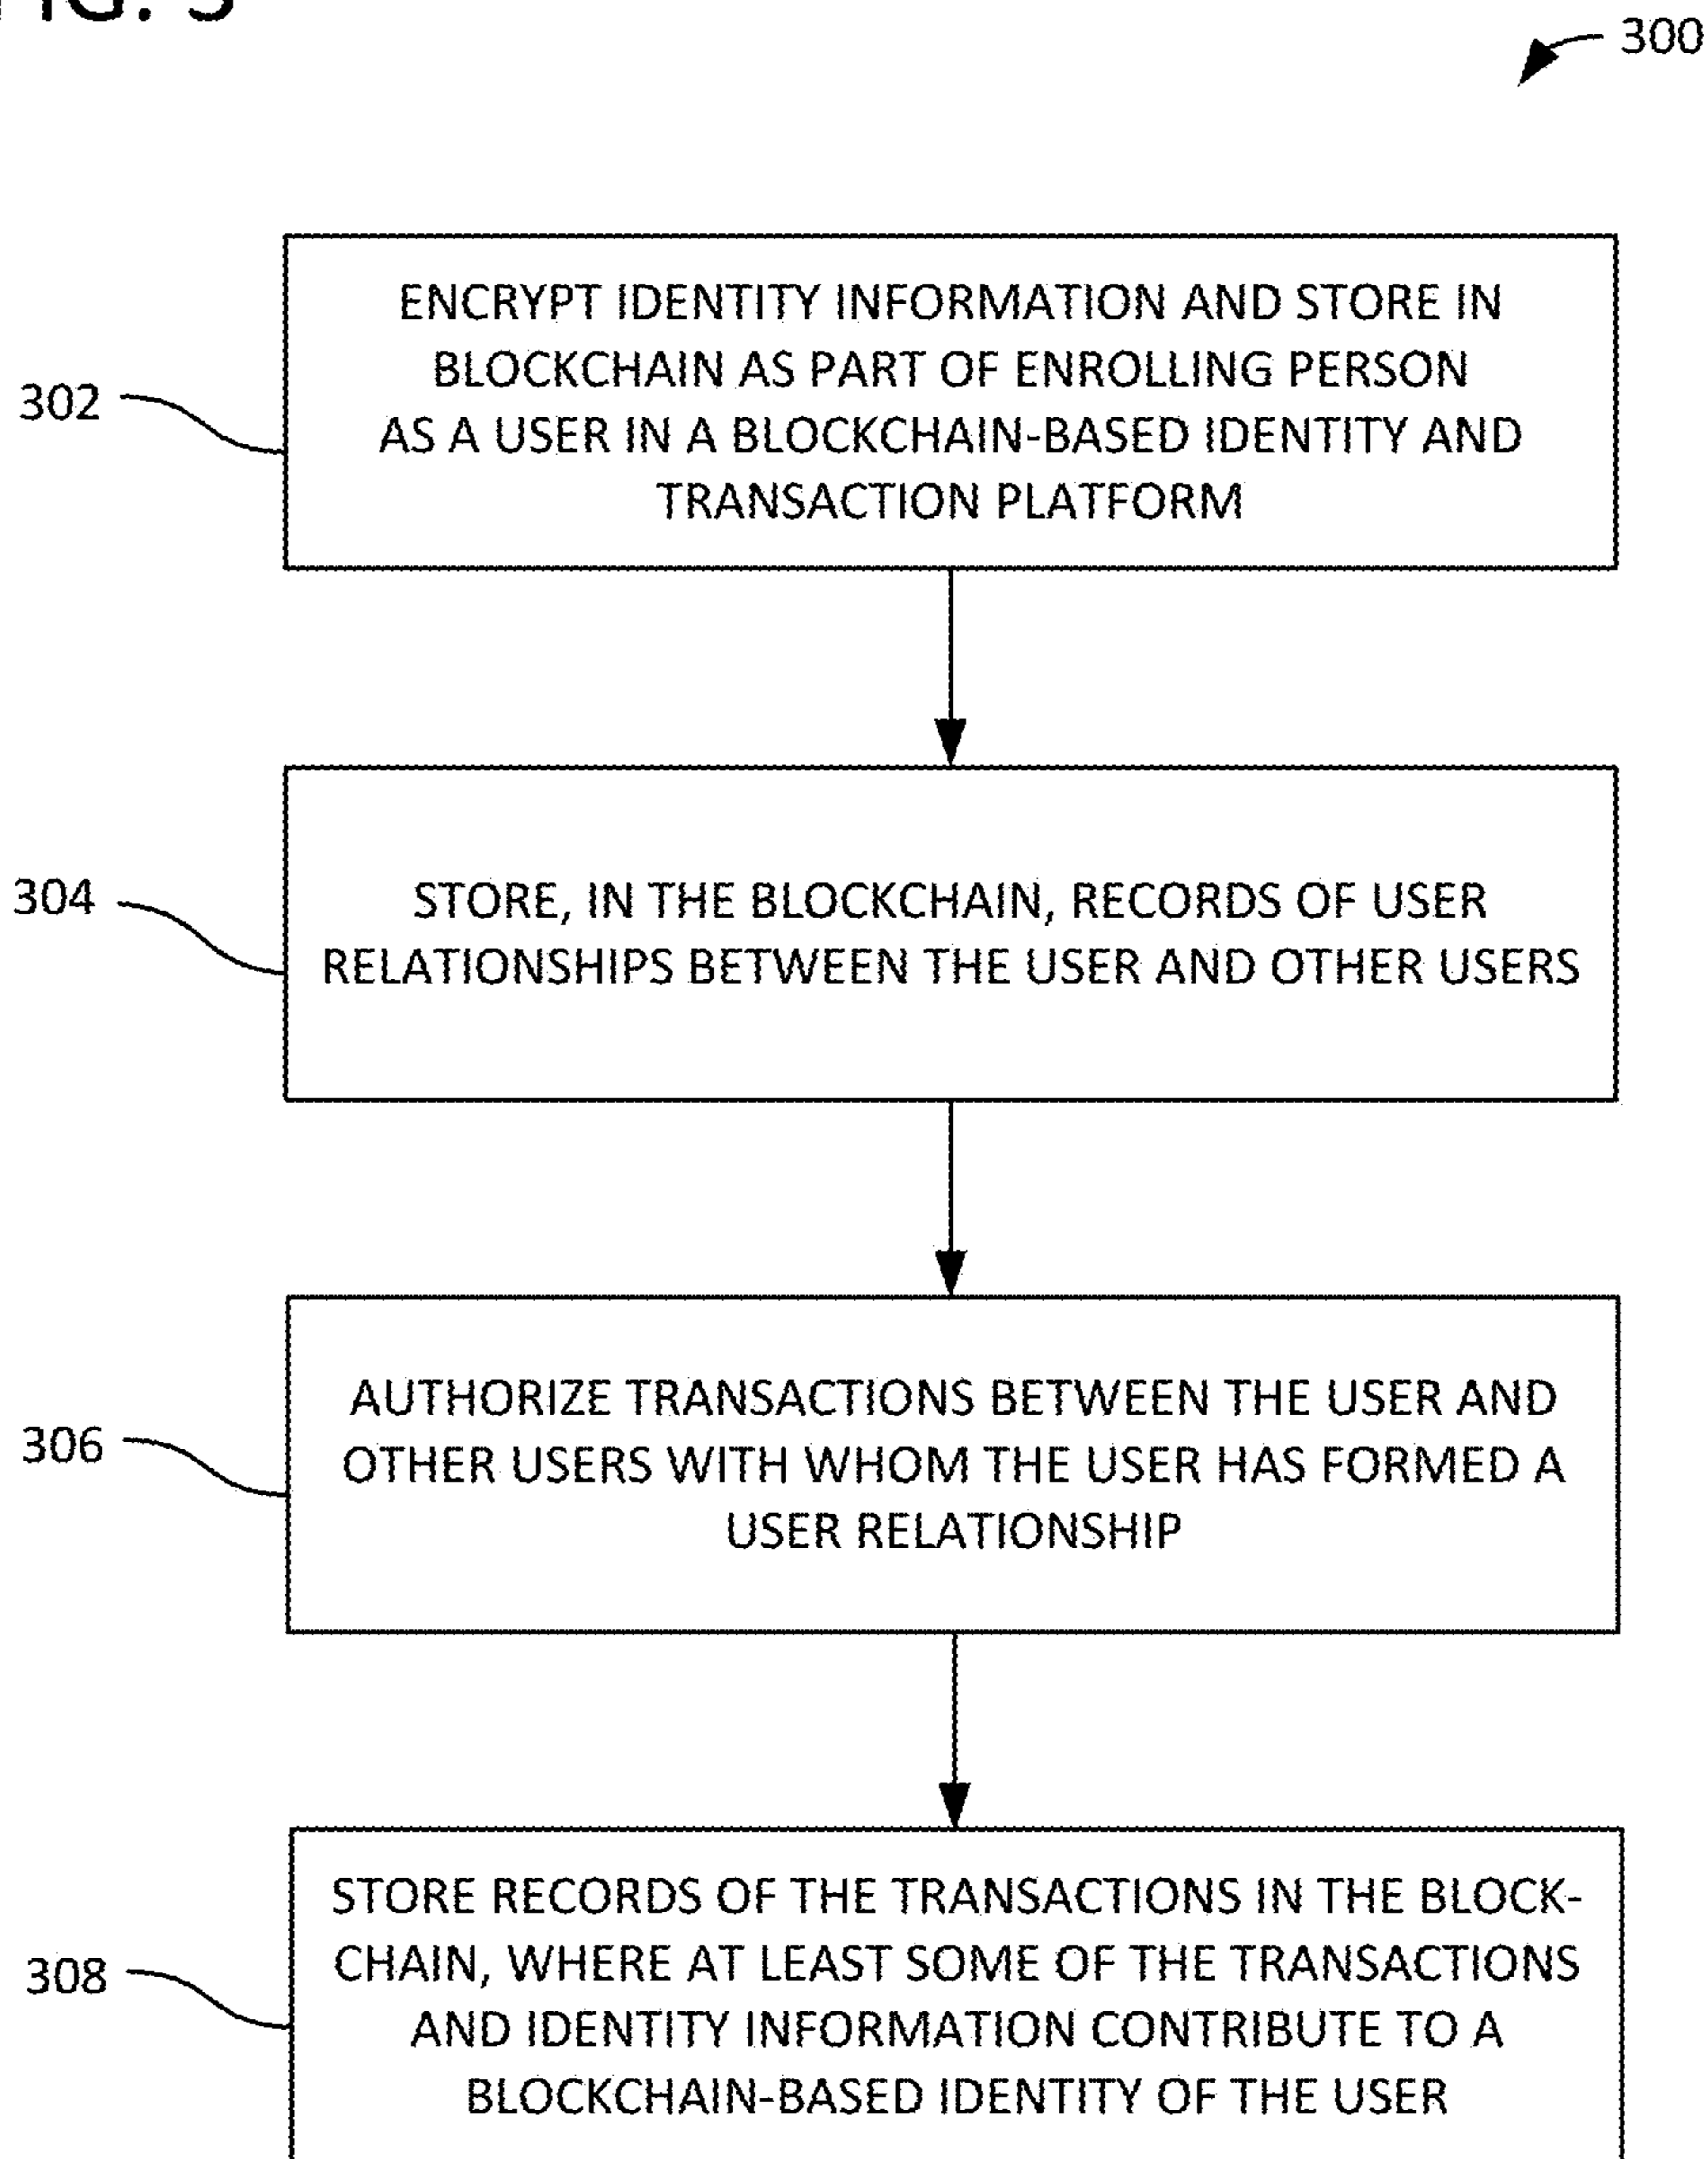 FIG. 3
300
302
ENCRYPT IDENTITY INFORMATION AND STORE IN
BLOCKCHAIN AS PART OF ENROLLING PERSON
AS A USER IN A BLOCKCHAIN-BASED IDENTITY AND
TRANSACTION PLATFORM
304
STORE, IN THE BLOCKCHAIN, RECORDS OF USER
RELATIONSHIPS BETWEEN THE USER AND OTHER USERS
306
AUTHORIZE TRANSACTIONS BETWEEN THE USER AND
OTHER USERS WITH WHOM THE USER HAS FORMED A
USER RELATIONSHIP
308
STORE RECORDS OF THE TRANSACTIONS IN THE BLOCK-
CHAIN, WHERE AT LEAST SOME OF THE TRANSACTIONS
AND IDENTITY INFORMATION CONTRIBUTE TO A
BLOCKCHAIN-BASED IDENTITY OF THE USER